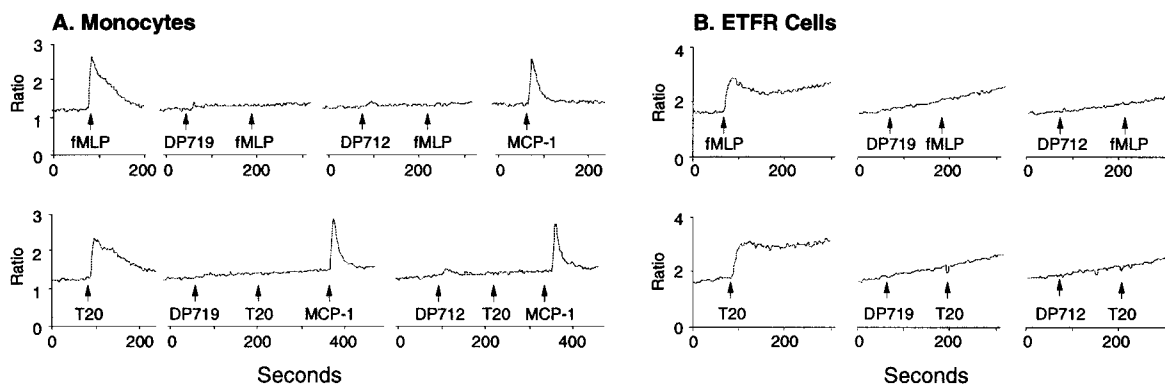 A. Monocytes
B. ETFR Cells
Ratio
3
2
1
0
fMLP
DP719 fMLP
DP712 fMLP
MCP-1
0 200
0 200
0 200
0 200
Ratio
4
2
0
fMLP
DP719 fMLP
DP712 fMLP
0 200
0 200
0 200
Ratio
3
2
1
0
T20
DP719 T20 MCP-1
DP712 T20 MCP-1
0 200
0 200 400
0 200 400
Seconds
Ratio
4
2
0
T20
DP719 T20
DP712 T20
0 200
0 200
0 200
Seconds